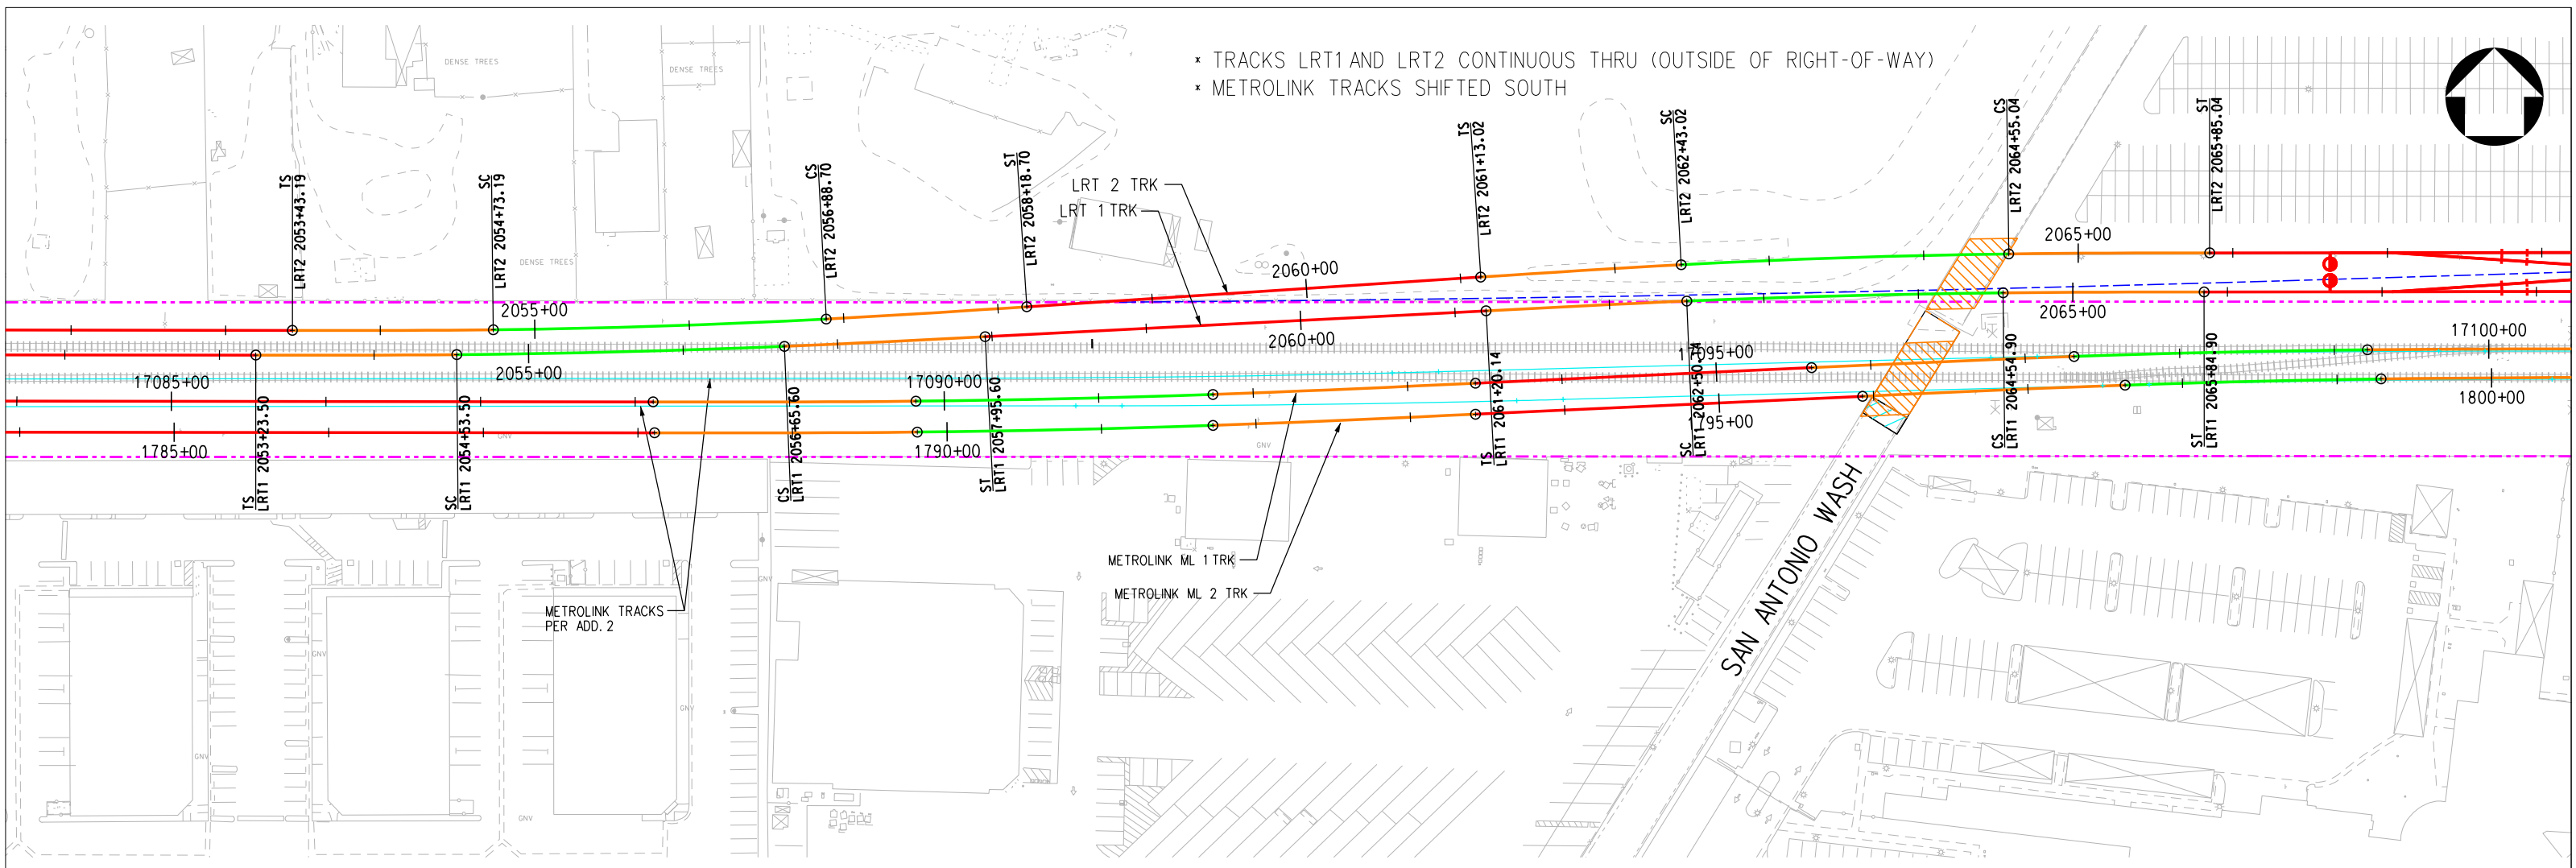 * TRACKS LRT1 AND LRT2 CONTINUOUS THRU (OUTSIDE OF RIGHT-OF-WAY)
* METROLINK TRACKS SHIFTED SOUTH
DENSE TREES
DENSE TREES
DENSE TREES
TS
LRT2 2053+43.19
SC
LRT2 2054+73.19
CS
LRT2 2056+88.70
ST
LRT2 2058+18.70
TS
LRT2 2061+13.02
SC
LRT2 2062+43.02
CS
LRT2 2064+55.04
ST
LRT2 2065+85.04
LRT 2 TRK
LRT 1 TRK
2055+00
2060+00
2065+00
2055+00
2060+00
2065+00
17085+00
17090+00
17095+00
17100+00
1785+00
1790+00
1795+00
1800+00
GNV
GNV
TS
LRT1 2053+23.50
SC
LRT1 2054+53.50
CS
LRT1 2056+65.60
ST
LRT1 2057+95.60
TS
LRT1 2061+20.14
SC
LRT1 2062+50.14
CS
LRT1 2064+54.90
ST
LRT1 2065+84.90
METROLINK ML 1 TRK
METROLINK ML 2 TRK
METROLINK TRACKS
PER ADD. 2
SAN ANTONIO WASH
GNV
GNV
GNV
GNV
GNV